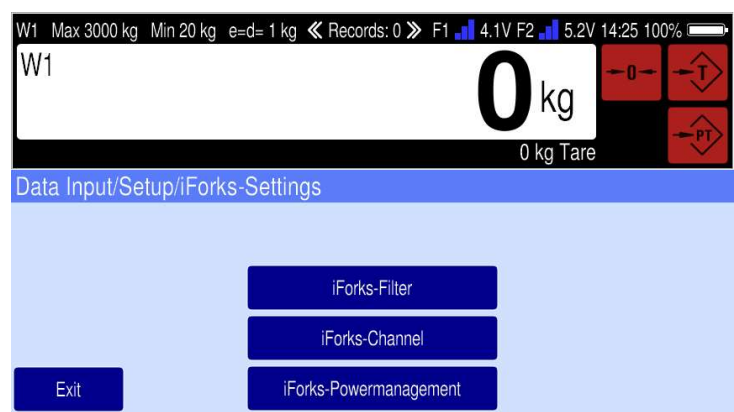 W1 Max 3000 kg Min 20 kg e=d= 1 kg ≪ Records: 0 ≫ F1 4.1V F2 5.2V 14:25 100%
W1
0 kg
→0←
T
PT
0 kg Tare
Data Input/Setup/iForks-Settings
iForks-Filter
iForks-Channel
Exit
iForks-Powermanagement